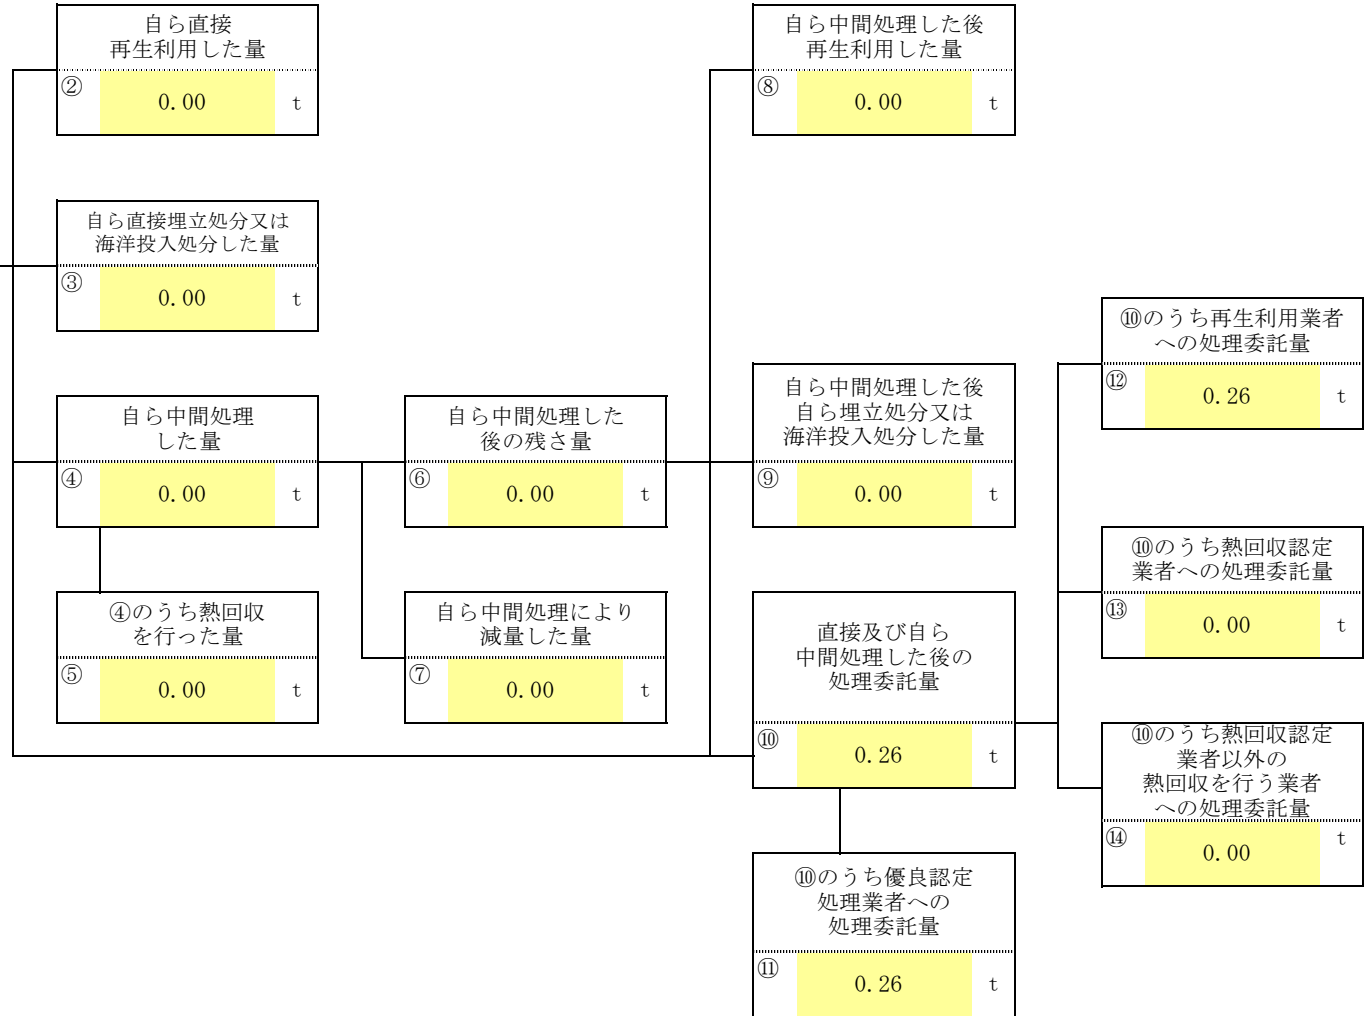 自ら直接
再生利用した量
②
0.00
t
自ら直接埋立処分又は
海洋投入処分した量
③
0.00
t
自ら中間処理
した量
④
0.00
t
④のうち熱回収
を行った量
⑤
0.00
t
自ら中間処理した
後の残さ量
⑥
0.00
t
自ら中間処理により
減量した量
⑦
0.00
t
自ら中間処理した後
再生利用した量
⑧
0.00
t
自ら中間処理した後
自ら埋立処分又は
海洋投入処分した量
⑨
0.00
t
直接及び自ら
中間処理した後の
処理委託量
⑩
0.26
t
⑩のうち優良認定
処理業者への
処理委託量
⑪
0.26
t
⑩のうち再生利用業者
への処理委託量
⑫
0.26
t
⑩のうち熱回収認定
業者への処理委託量
⑬
0.00
t
⑩のうち熱回収認定
業者以外の
熱回収を行う業者
への処理委託量
⑭
0.00
t